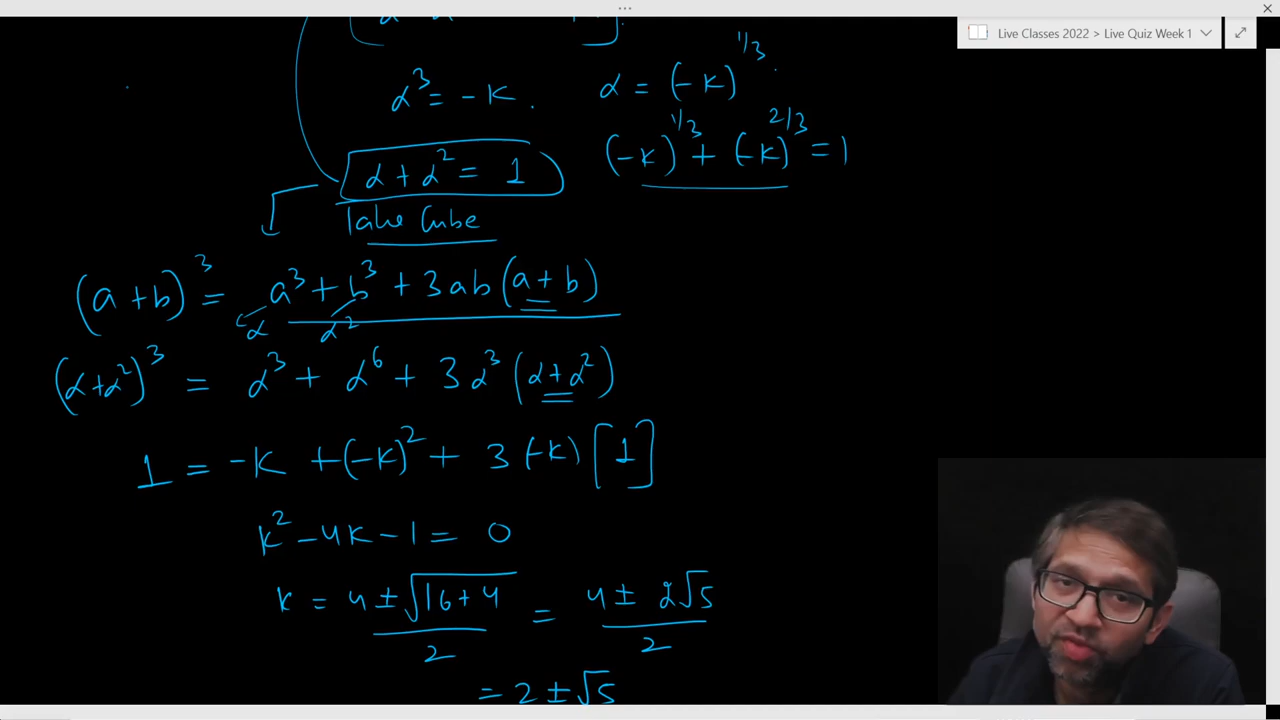 Live Classes 2022 > Live Quiz Week 1
α³ = -k.
α = (-k)^1/3
(-k)^1/3 + (-k)^2/3 = 1
α + α² = 1
Take Cube
(a + b)³ = a³ + b³ + 3ab (a + b)
α α²
(α + α²)³ = α³ + α⁶ + 3α³ (α + α²)
1 = -k + (-k)² + 3 (-k) [1]
k² - 4k - 1 = 0
k = 4 ± √16 + 4 / 2 = 4 ± 2√5 / 2
= 2 ± √5